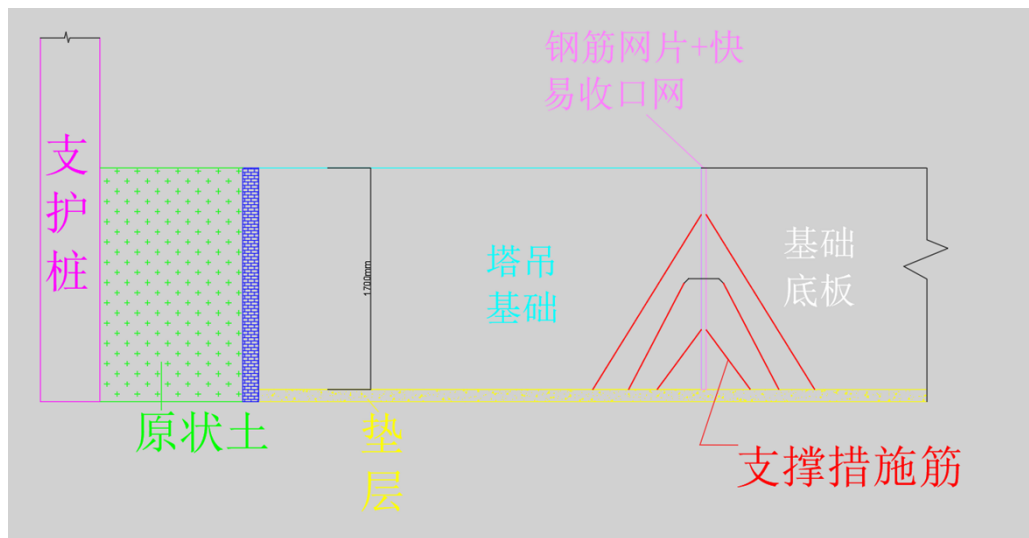 钢筋网片+快
易收口网
支护桩
1700mm
塔吊
基础
基础
底板
原状土
垫层
支撑措施筋